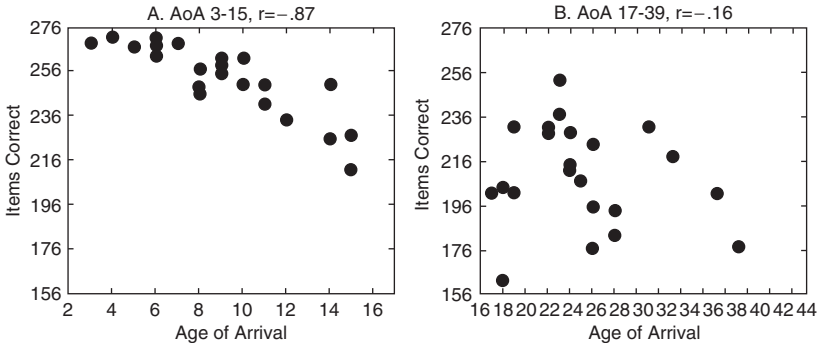 A. AoA 3-15, r=−.87
276
256
236
216
196
176
156
Items Correct
2 4 6 8 10 12 14 16
Age of Arrival
B. AoA 17-39, r=−.16
276
256
236
216
196
176
156
Items Correct
16 18 20 22 24 26 28 30 32 34 36 38 40 42 44
Age of Arrival